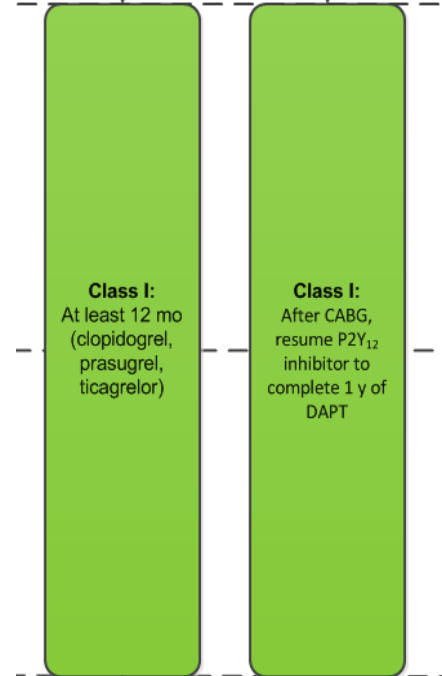 Class I:
At least 12 mo
(clopidogrel,
prasugrel,
ticagrelor)
Class I:
After CABG,
resume P2Y₁₂
inhibitor to
complete 1 y of
DAPT